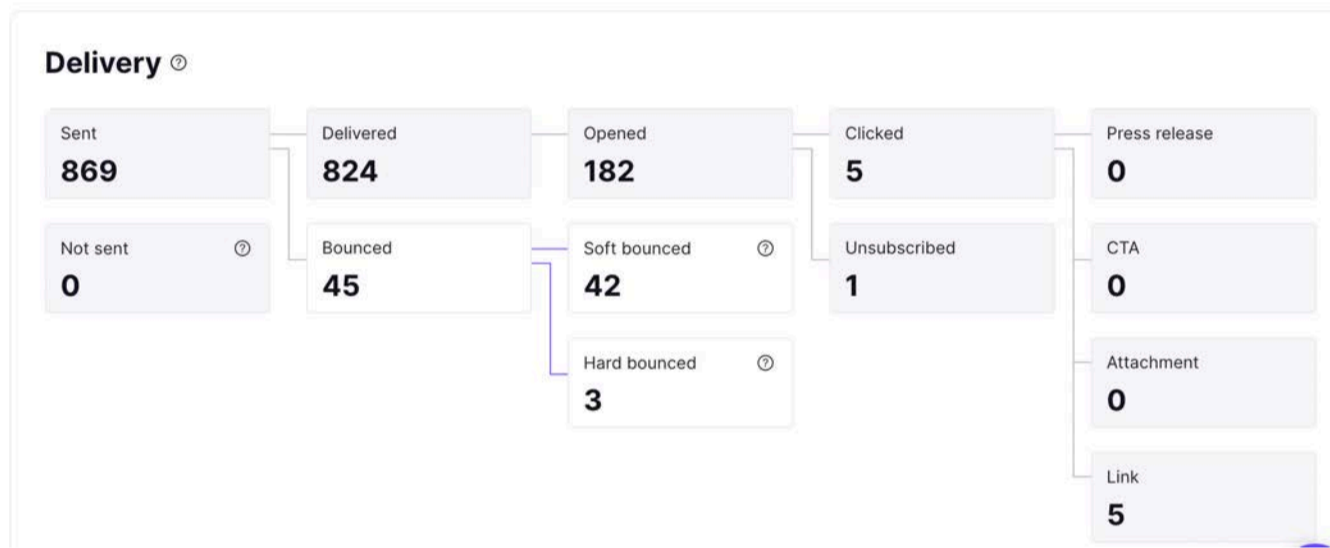 Delivery
Sent
869
Delivered
824
Opened
182
Clicked
5
Press release
0
Not sent
0
Bounced
45
Soft bounced
42
Unsubscribed
1
CTA
0
Hard bounced
3
Attachment
0
Link
5